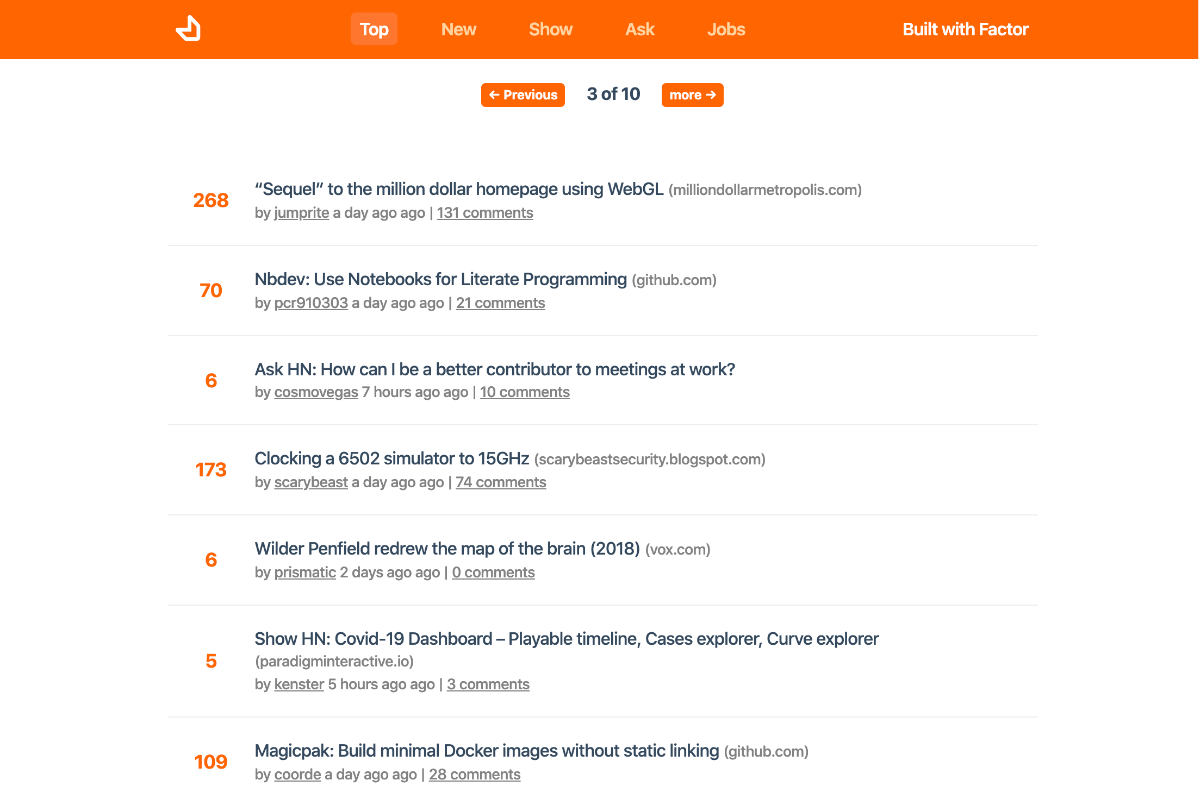 Top New Show Ask Jobs Built with Factor
← Previous 3 of 10 more →
268
“Sequel” to the million dollar homepage using WebGL (milliondollarmetropolis.com)
by jumprite a day ago ago | 131 comments
70
Nbdev: Use Notebooks for Literate Programming (github.com)
by pcr910303 a day ago ago | 21 comments
6
Ask HN: How can I be a better contributor to meetings at work?
by cosmovegas 7 hours ago ago | 10 comments
173
Clocking a 6502 simulator to 15GHz (scarybeastsecurity.blogspot.com)
by scarybeast a day ago ago | 74 comments
6
Wilder Penfield redrew the map of the brain (2018) (vox.com)
by prismatic 2 days ago ago | 0 comments
5
Show HN: Covid-19 Dashboard – Playable timeline, Cases explorer, Curve explorer
(paradigminteractive.io)
by kenster 5 hours ago ago | 3 comments
109
Magicpak: Build minimal Docker images without static linking (github.com)
by coorde a day ago ago | 28 comments